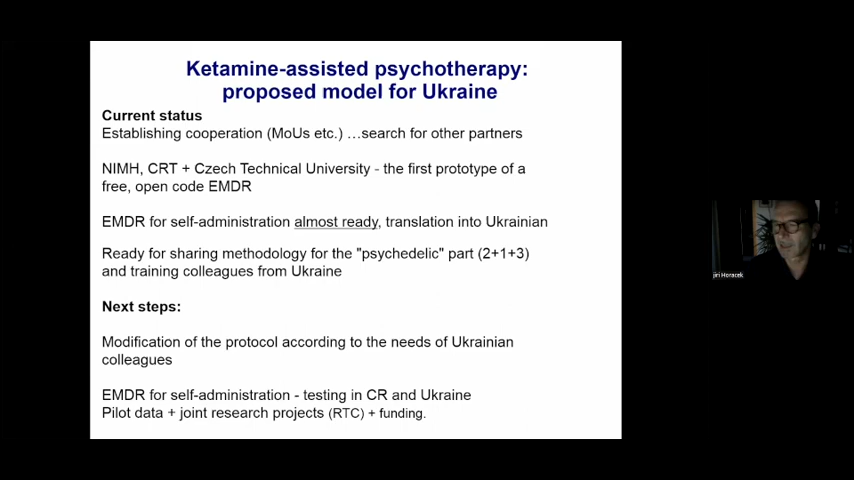 Ketamine-assisted psychotherapy:
proposed model for Ukraine
Current status
Establishing cooperation (MoUs etc.) …search for other partners
NIMH, CRT + Czech Technical University - the first prototype of a
free, open code EMDR
EMDR for self-administration almost ready, translation into Ukrainian
Ready for sharing methodology for the "psychedelic" part (2+1+3)
and training colleagues from Ukraine
Next steps:
Modification of the protocol according to the needs of Ukrainian
colleagues
EMDR for self-administration - testing in CR and Ukraine
Pilot data + joint research projects (RTC) + funding.
jiri Horacek